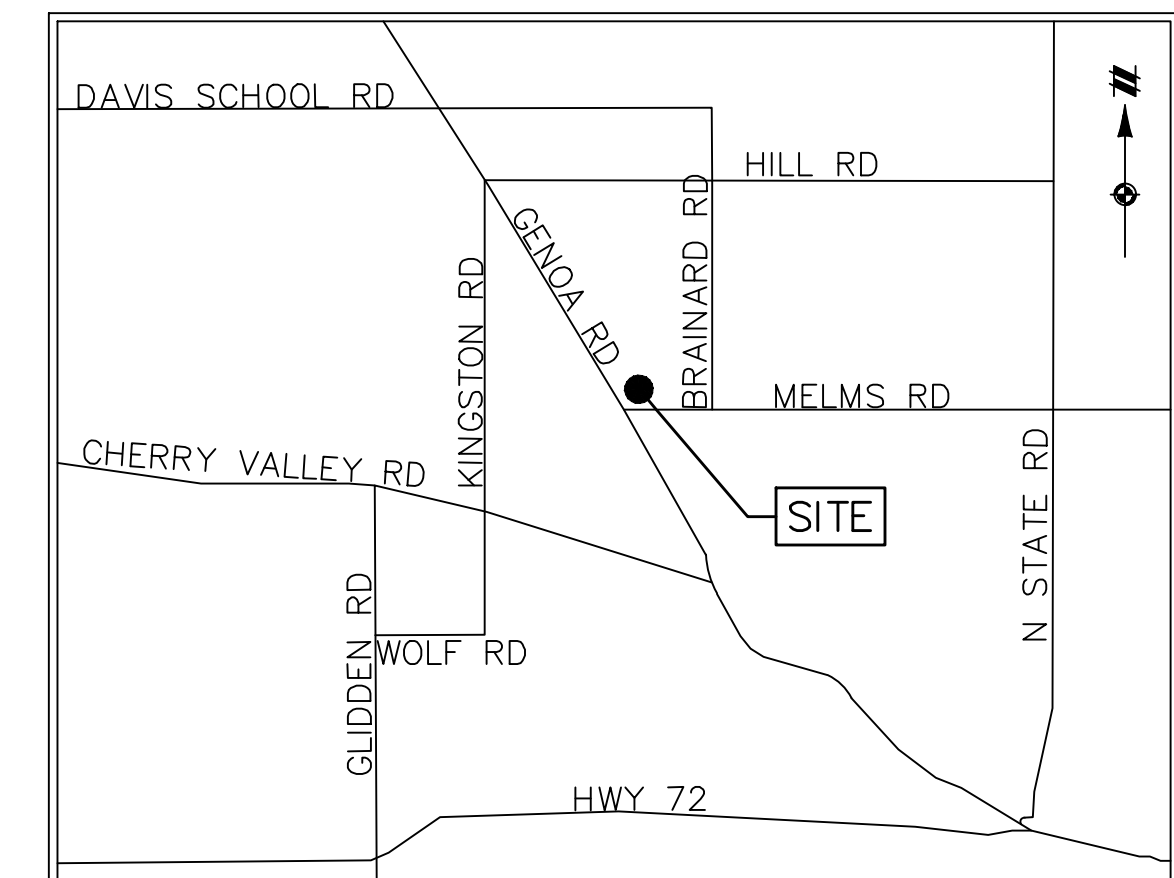 DAVIS SCHOOL RD
N
HILL RD
BRAINARD RD
GENOA RD
KINGSTON RD
MELMS RD
CHERRY VALLEY RD
N STATE RD
SITE
GLIDDEN RD
WOLF RD
HWY 72